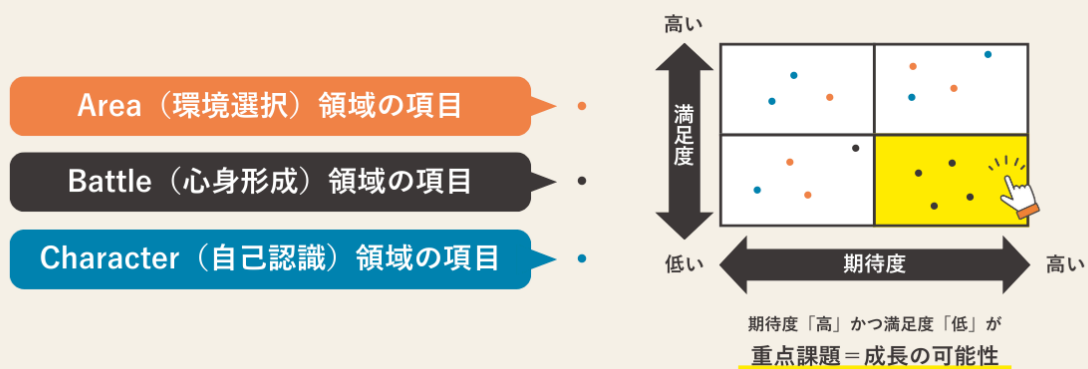 Area（環境選択）領域の項目
Battle（心身形成）領域の項目
Character（自己認識）領域の項目
高い
満足度
低い
期待度
高い
期待度「高」かつ満足度「低」が
重点課題＝成長の可能性